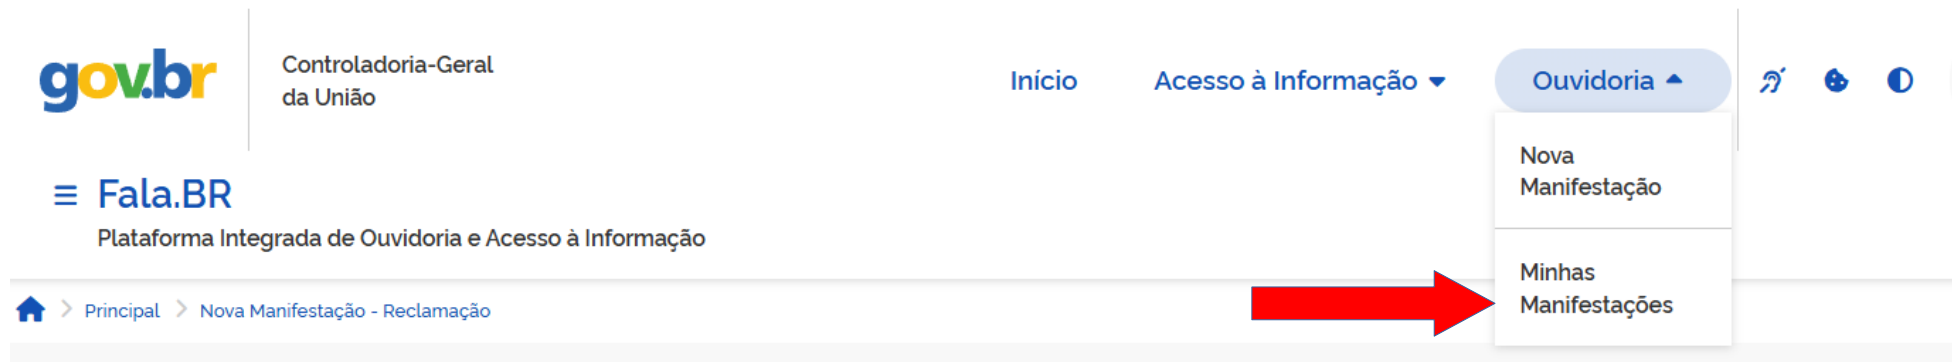 gov.br
Controladoria-Geral
da União
Início
Acesso à Informação
Ouvidoria
Nova
Manifestação
Minhas
Manifestações
Fala.BR
Plataforma Integrada de Ouvidoria e Acesso à Informação
Principal
Nova Manifestação - Reclamação